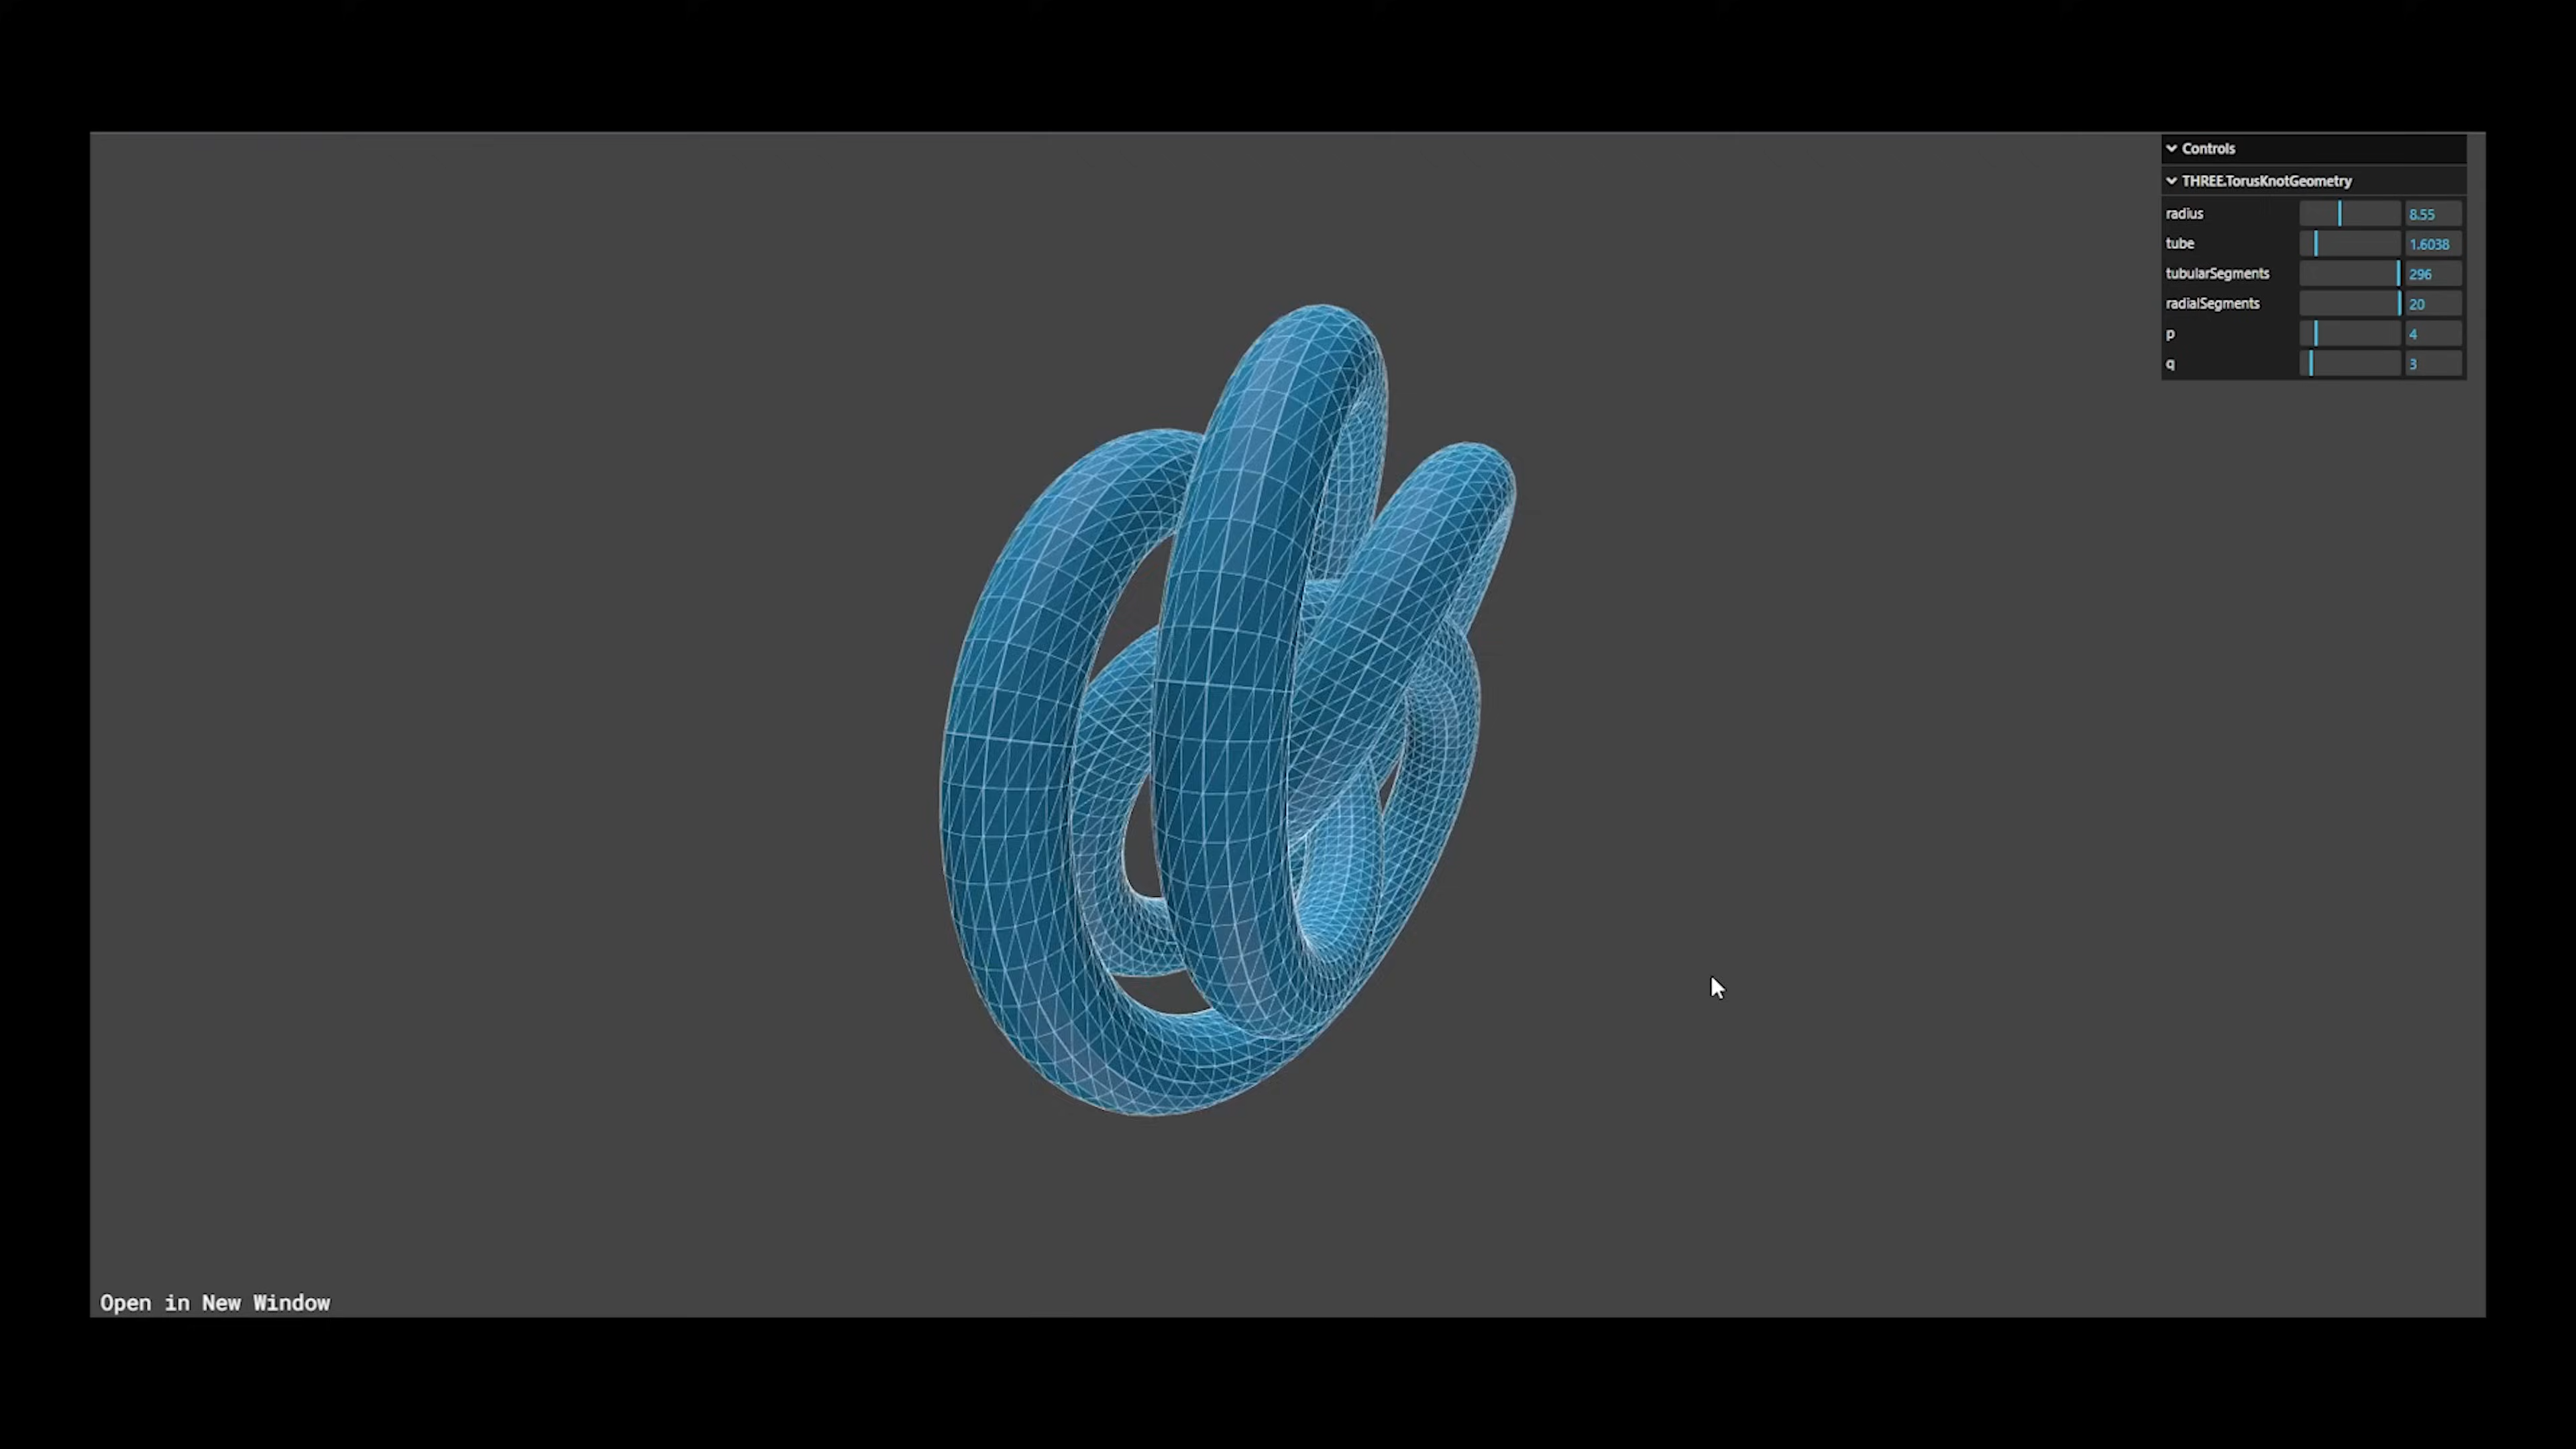 Controls
THREE.TorusKnotGeometry
radius 8.55
tube 1.6038
tubularSegments 296
radialSegments 20
p 4
q 3
Open in New Window